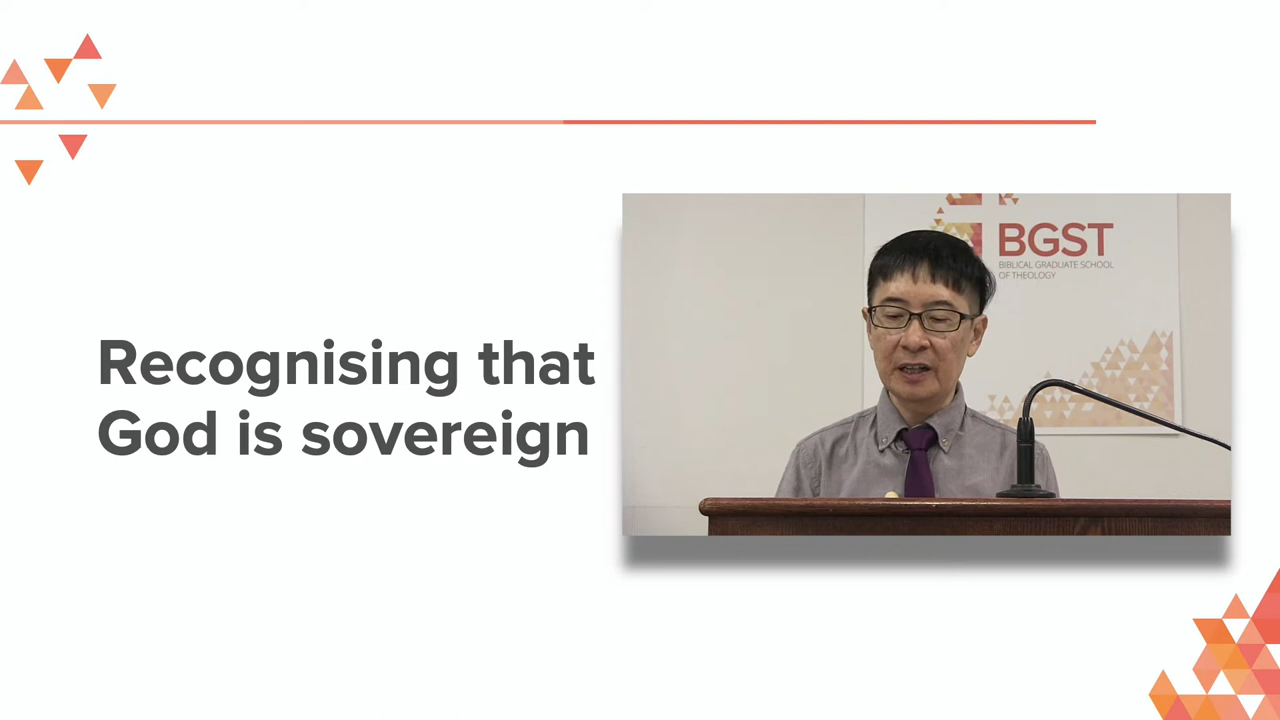 Recognising that
God is sovereign
BGST
BIBLICAL GRADUATE SCHOOL
OF THEOLOGY